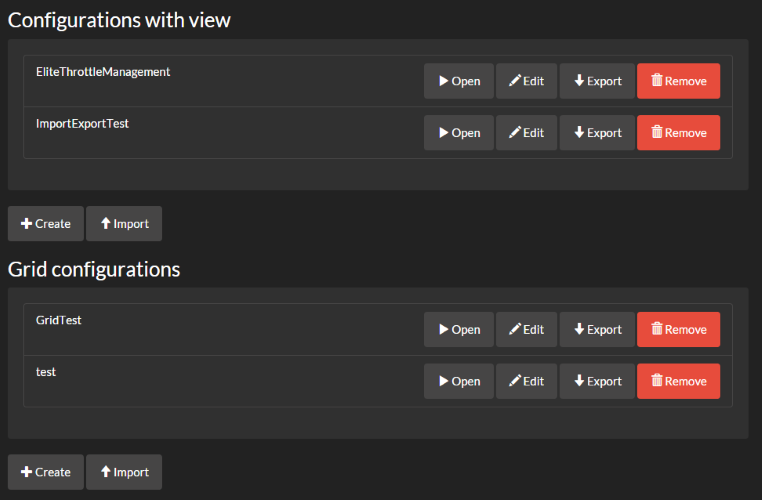 Configurations with view
EliteThrottleManagement Open Edit Export Remove
ImportExportTest Open Edit Export Remove
Create Import
Grid configurations
GridTest Open Edit Export Remove
test Open Edit Export Remove
Create Import